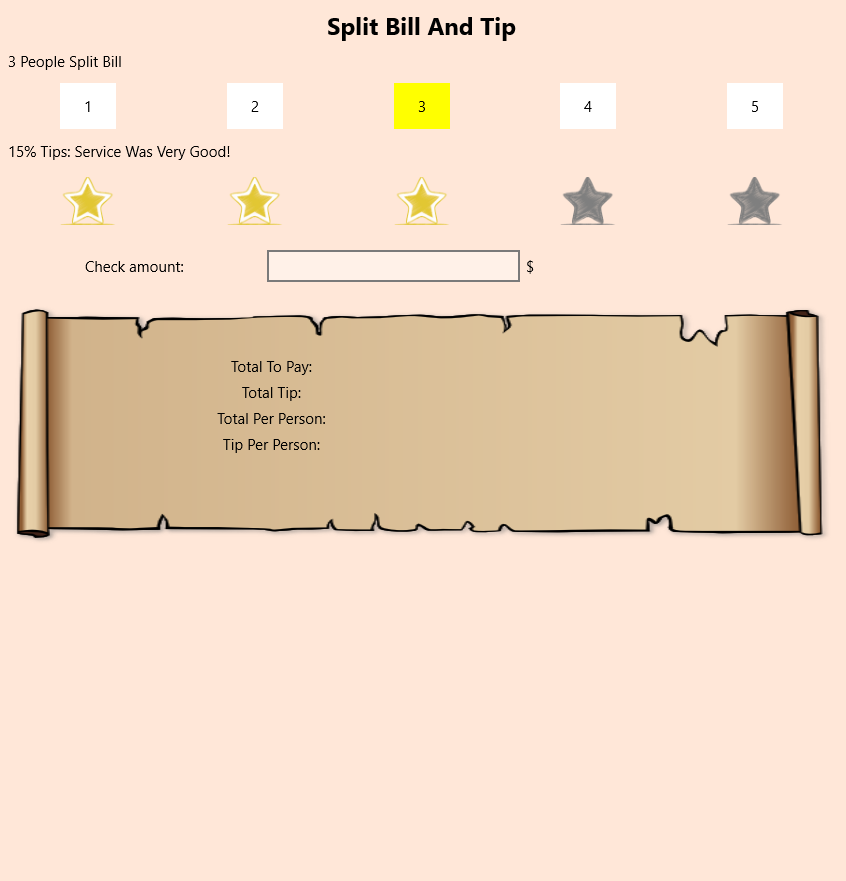 Split Bill And Tip
3 People Split Bill
1 2 3 4 5
15% Tips: Service Was Very Good!
Check amount: $
Total To Pay:
Total Tip:
Total Per Person:
Tip Per Person: